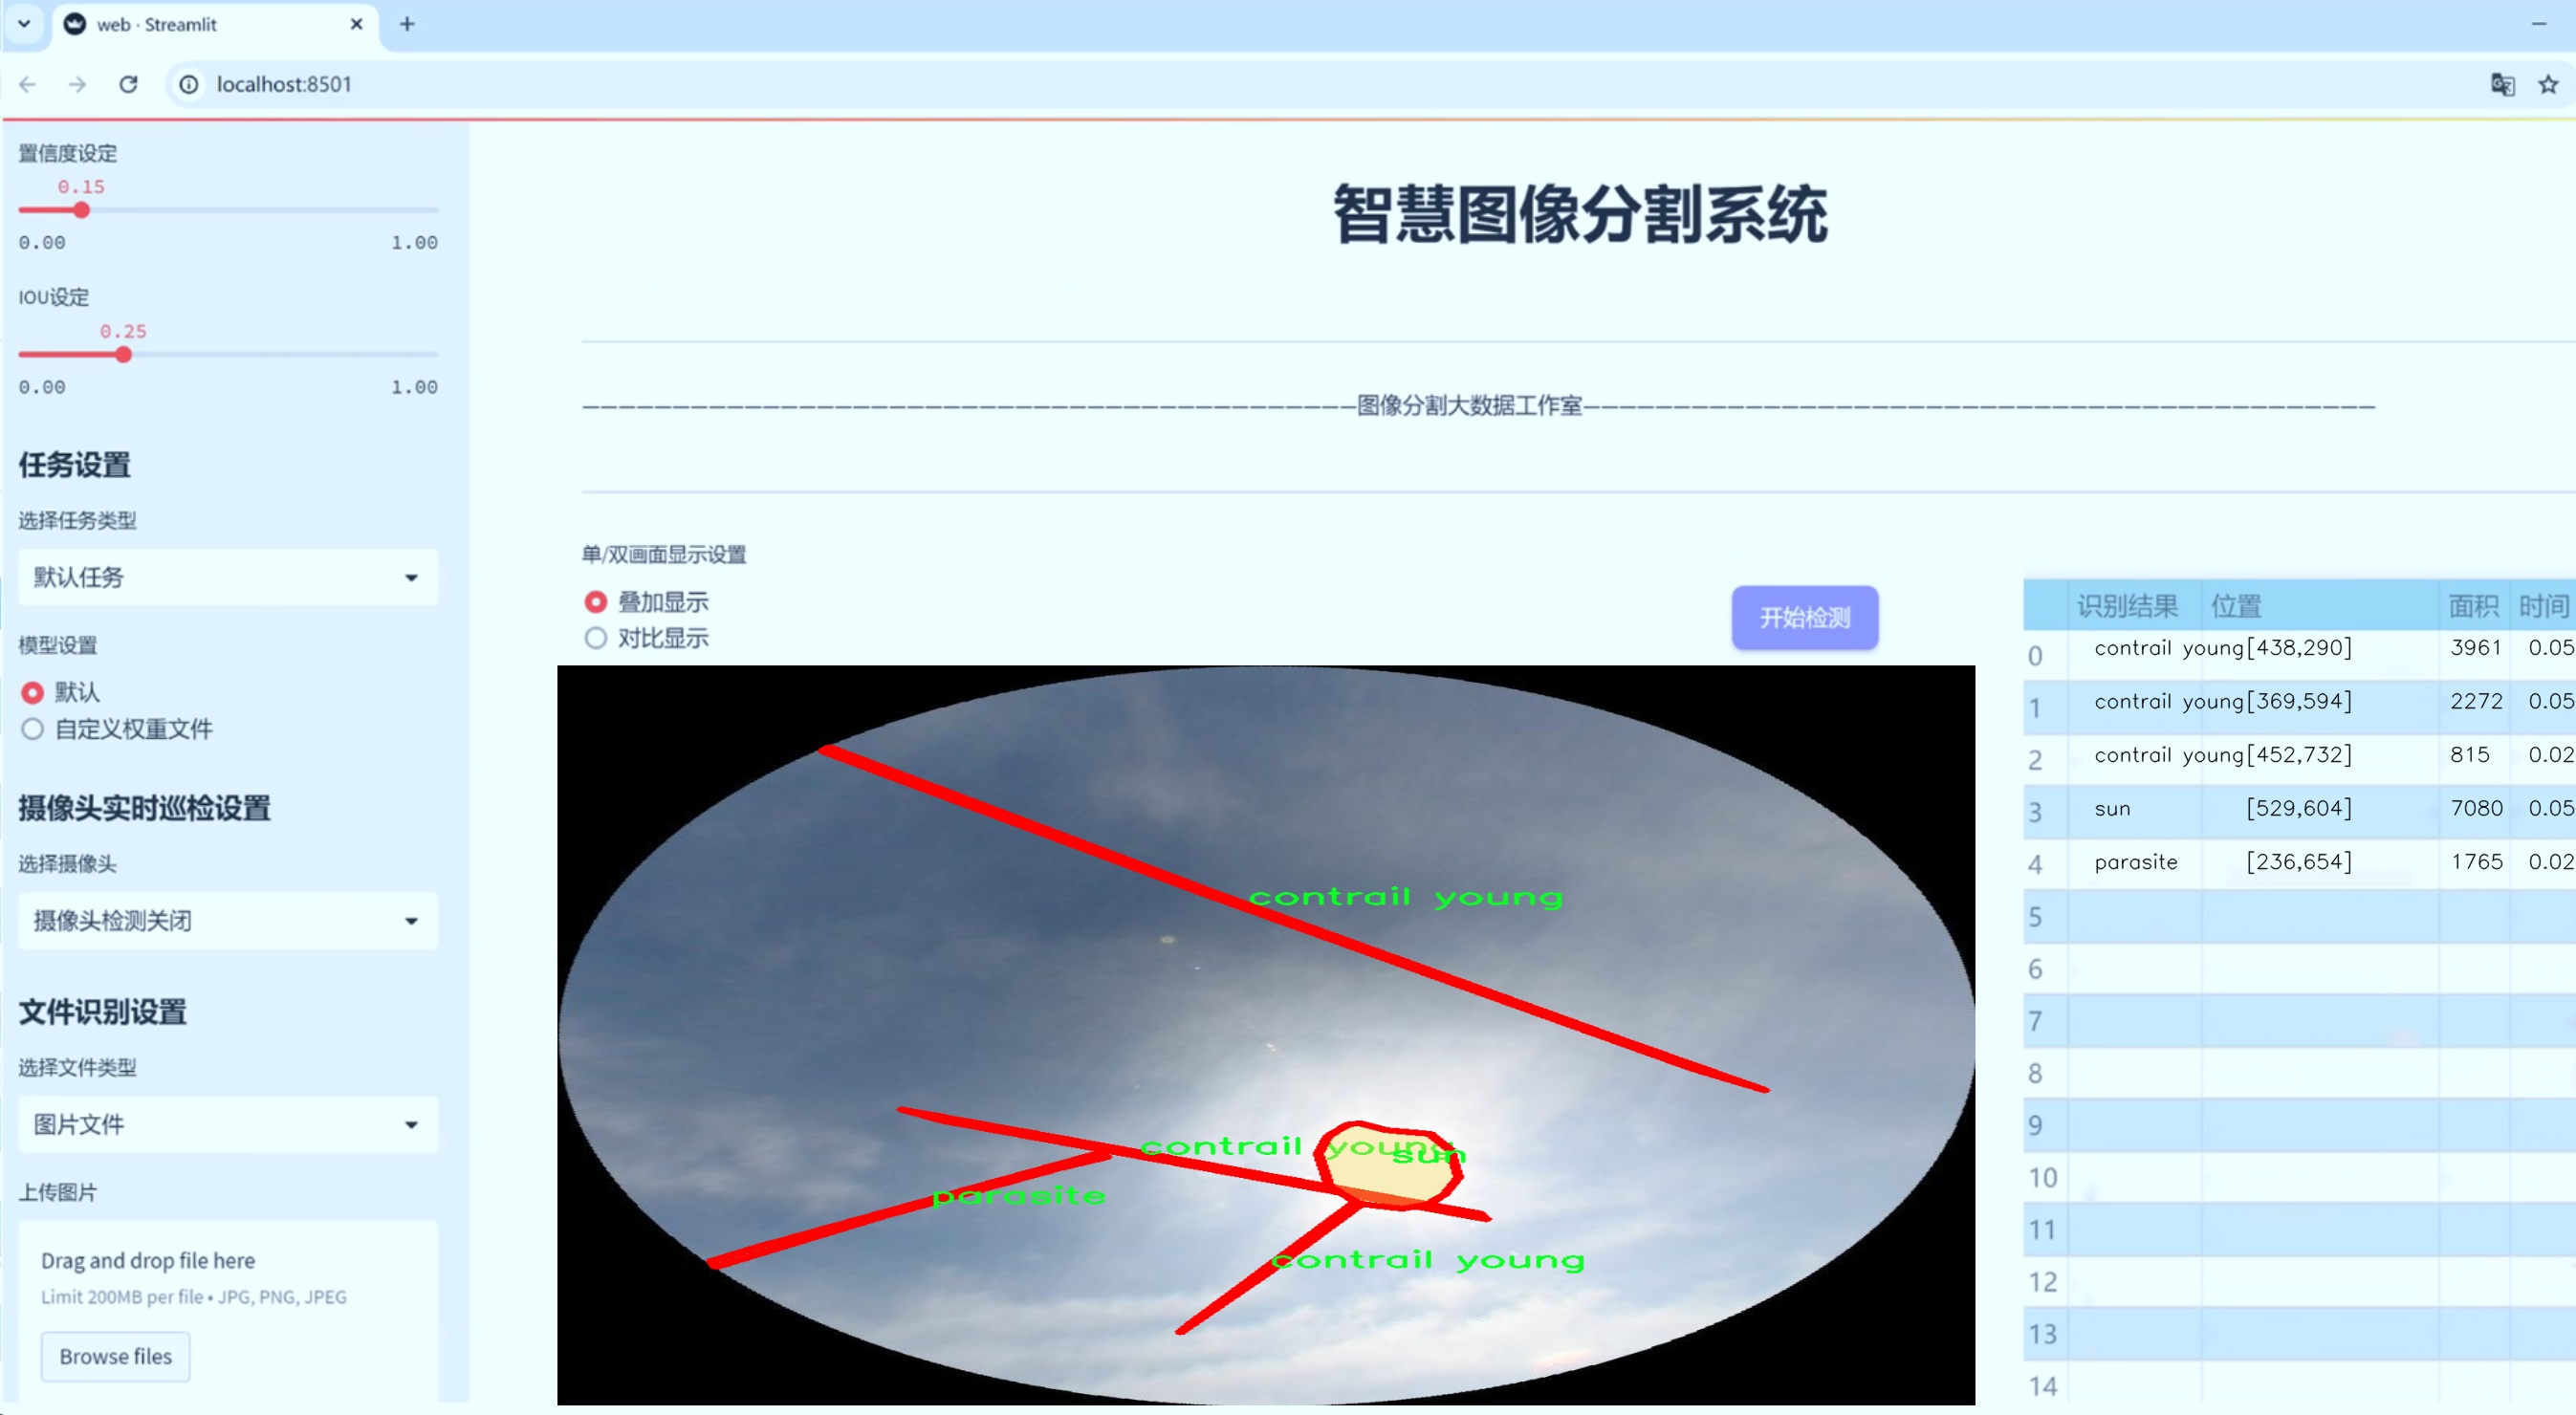 web · Streamlit
localhost:8501
置信度设定
0.15
0.00 1.00
IOU设定
0.25
0.00 1.00
任务设置
选择任务类型
默认任务
模型设置
默认
自定义权重文件
摄像头实时巡检设置
选择摄像头
摄像头检测关闭
文件识别设置
选择文件类型
图片文件
上传图片
Drag and drop file here
Limit 200MB per file • JPG, PNG, JPEG
Browse files
智慧图像分割系统
图像分割大数据工作室
单/双画面显示设置
叠加显示
对比显示
开始检测
contrail young
contrail young
sun
parasite
contrail young
识别结果 位置 面积 时间
0 contrail young[438,290] 3961 0.05
1 contrail young[369,594] 2272 0.05
2 contrail young[452,732] 815 0.02
3 sun [529,604] 7080 0.05
4 parasite [236,654] 1765 0.02
5
6
7
8
9
10
11
12
13
14